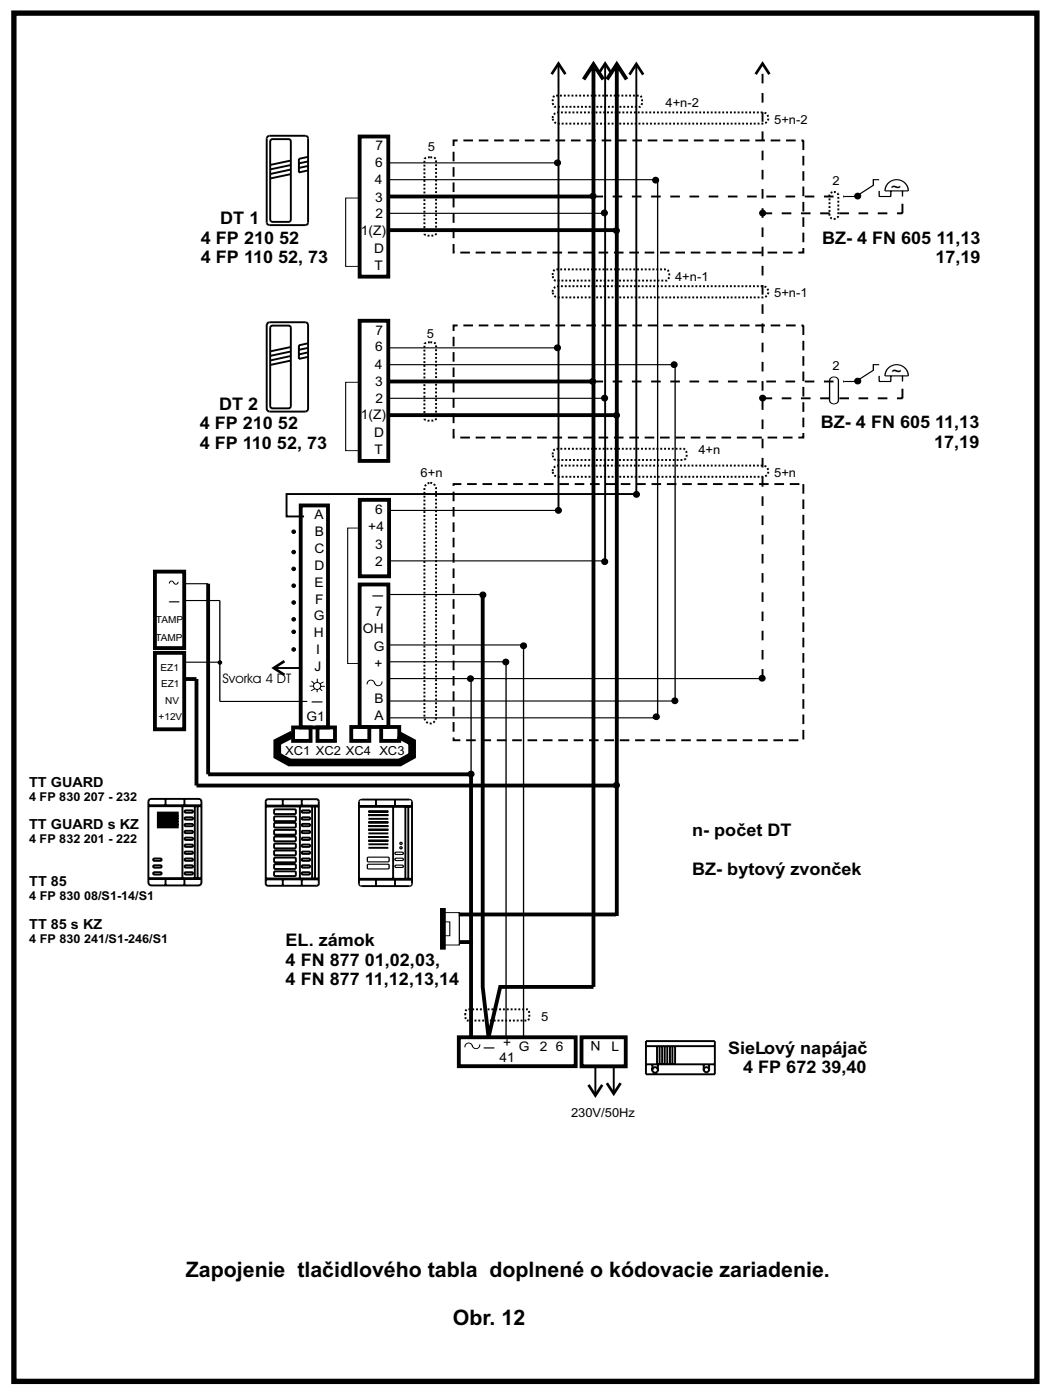 4+n-2
5+n-2
7
6
4
3
2
1(Z)
D
T
5
2
DT 1
4 FP 210 52
4 FP 110 52, 73
BZ- 4 FN 605 11,13
17,19
4+n-1
5+n-1
7
6
4
3
2
1(Z)
D
T
5
2
DT 2
4 FP 210 52
4 FP 110 52, 73
BZ- 4 FN 605 11,13
17,19
4+n
5+n
6+n
A
B
C
D
E
F
G
H
I
J
—
G1
6
+4
3
2
—
7
OH
G
+
~
B
A
~
—
TAMP
TAMP
EZ1
EZ1
NV
+12V
Svorka 4 DT
XC1 XC2 XC4 XC3
TT GUARD
4 FP 830 207 - 232
TT GUARD s KZ
4 FP 832 201 - 222
TT 85
4 FP 830 08/S1-14/S1
TT 85 s KZ
4 FP 830 241/S1-246/S1
n- počet DT
BZ- bytový zvonček
EL. zámok
4 FN 877 01,02,03,
4 FN 877 11,12,13,14
5
~ — + G 2 6
41
N L
SieĿový napájač
4 FP 672 39,40
230V/50Hz
Zapojenie tlačidlového tabla doplnené o kódovacie zariadenie.
Obr. 12